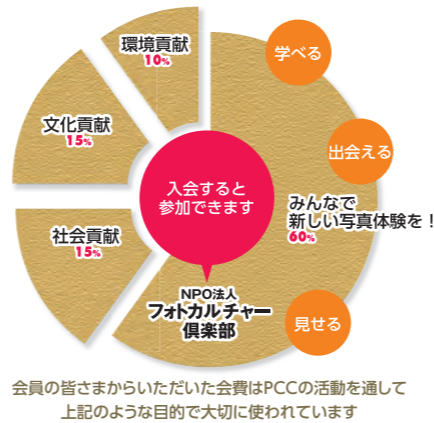 環境貢献
10%
学べる
文化貢献
15%
出会える
入会すると
参加できます
みんなで
新しい写真体験を！
60%
社会貢献
15%
NPO法人
フォトカルチャー
倶楽部
見せる
会員の皆さまからいただいた会費はPCCの活動を通して
上記のような目的で大切に使われています